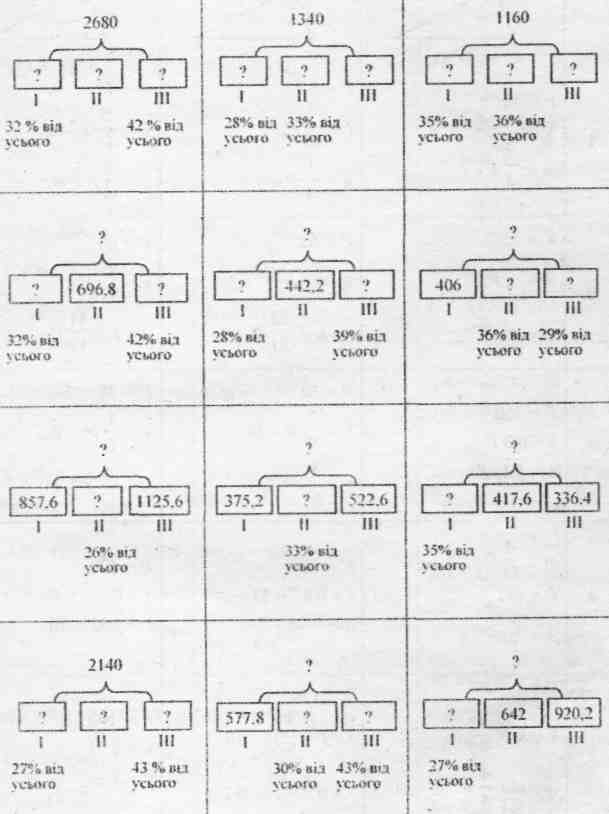 2680
? ? ?
I II III
32 % від 42 % від
усього усього
1340
? ? ?
I II III
28% від 33% від
усього усього
1160
? ? ?
I II III
35% від 36% від
усього усього
?
? 696,8 ?
I II III
32% від 42% від
усього усього
?
? 442,2 ?
I II III
28% від 39% від
усього усього
?
406 ? ?
I II III
36% від 29% від
усього усього
?
857,6 ? 1125,6
I II III
26% від
усього
?
375,2 ? 522,6
I II III
33% від
усього
?
? 417,6 336,4
I II III
35% від
усього
2140
? ? ?
I II III
27% від 43 % від
усього усього
?
577,8 ? ?
I II III
30% від 43% від
усього усього
?
? 642 920,2
I II III
27% від
усього